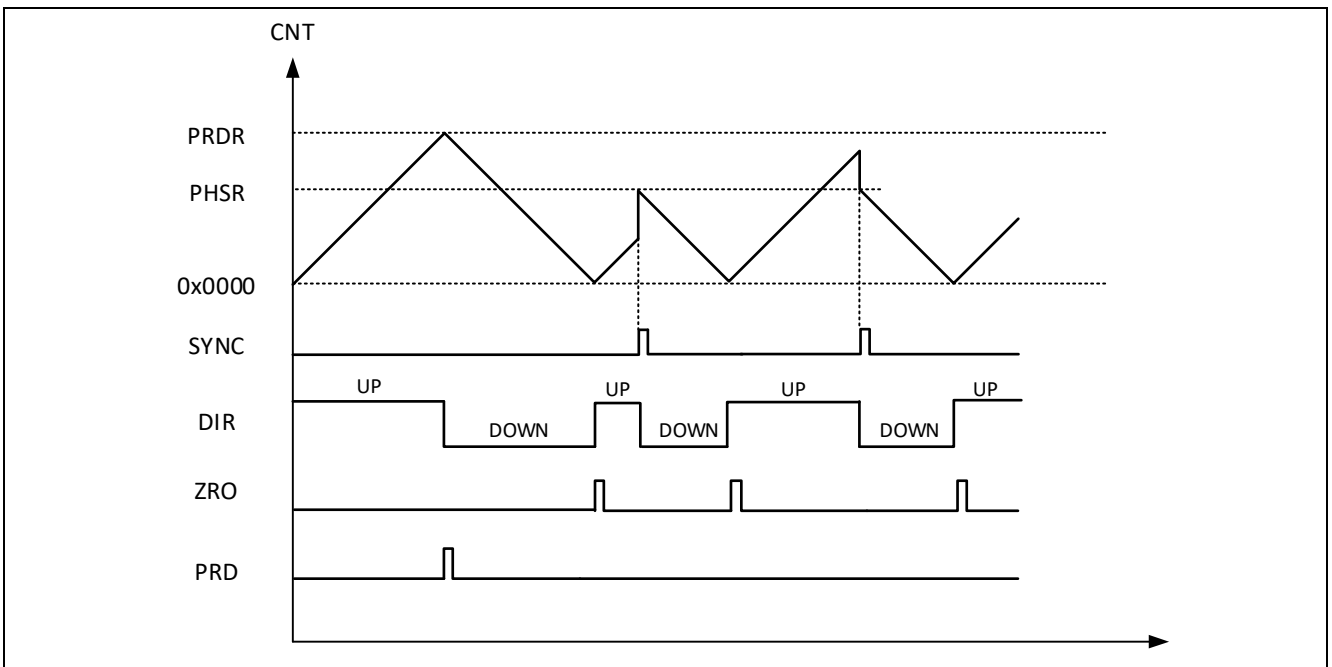 CNT
PRDR
PHSR
0x0000
SYNC
UP UP UP UP
DIR
DOWN DOWN DOWN
ZRO
PRD